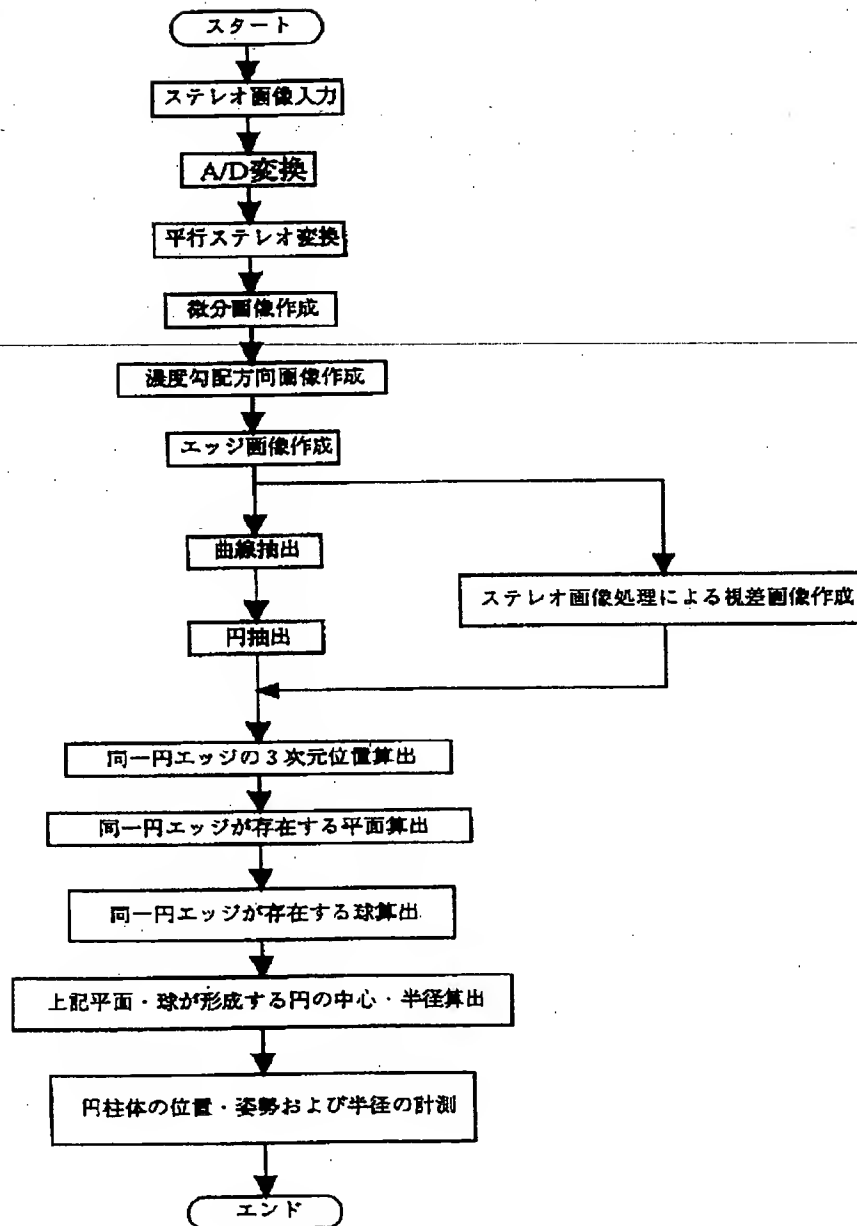 スタート
ステレオ画像入力
A/D変換
平行ステレオ変換
微分画像作成
濃度勾配方向画像作成
エッジ画像作成
曲線抽出
ステレオ画像処理による視差画像作成
円抽出
同一円エッジの3次元位置算出
同一円エッジが存在する平面算出
同一円エッジが存在する球算出
上記平面・球が形成する円の中心・半径算出
円柱体の位置・姿勢および半径の計測
エンド